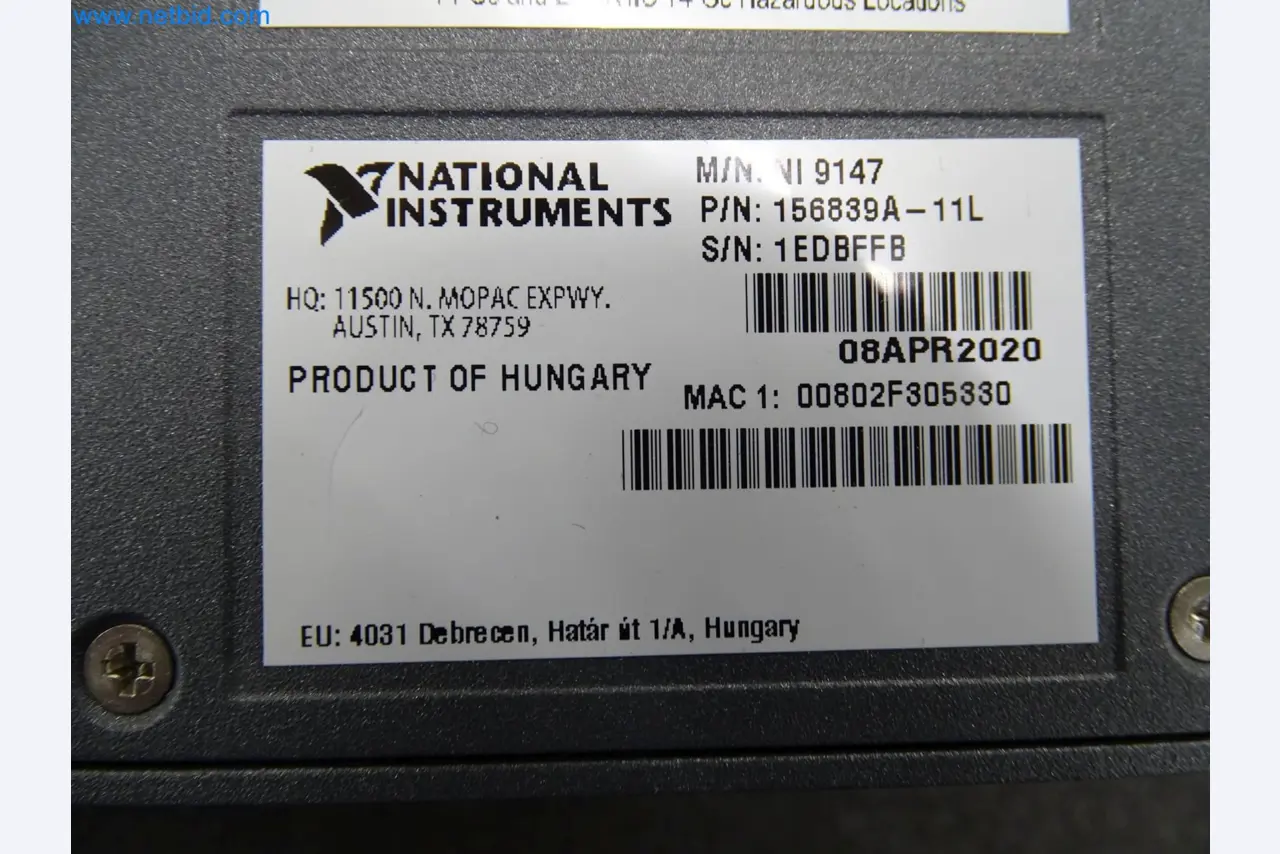 www.netbid.com
Hazardous Locations
NATIONAL
INSTRUMENTS
M/N: NI 9147
P/N: 156839A-11L
S/N: 1EDBFFB
HQ: 11500 N. MOPAC EXPWY.
AUSTIN, TX 78759
08APR2020
PRODUCT OF HUNGARY
MAC 1: 00802F305330
EU: 4031 Debrecen, Határ út 1/A, Hungary